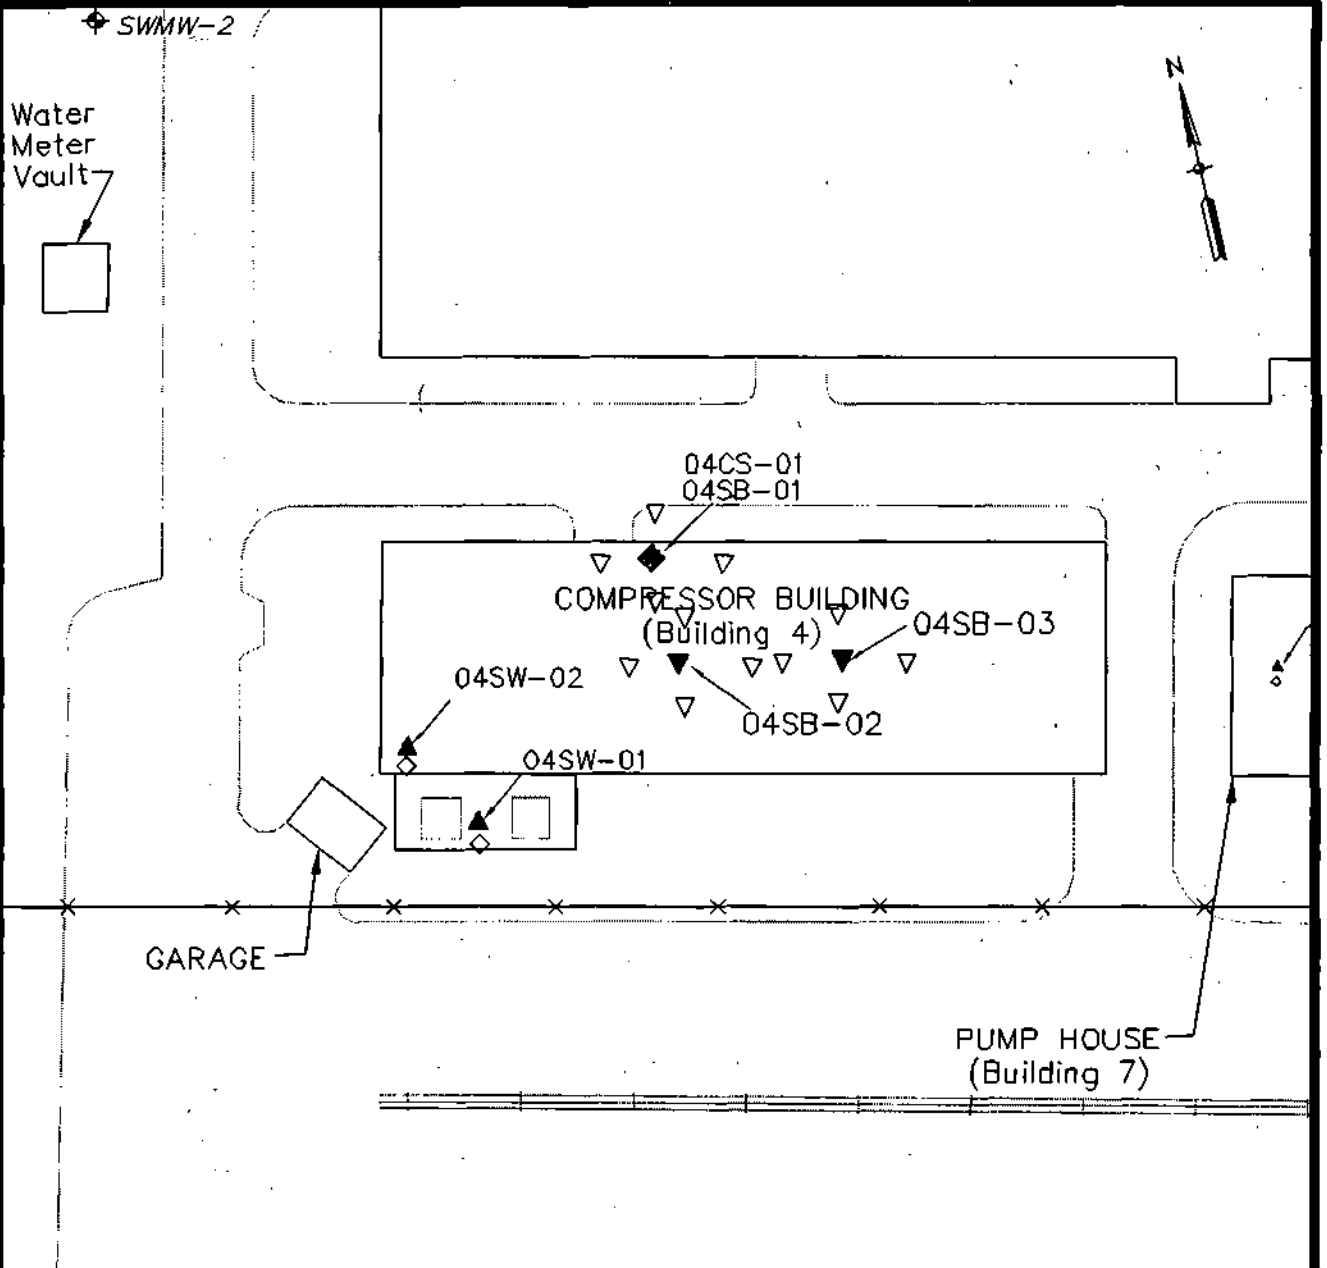 SWMW-2
N
Water
Meter
Vault
04CS-01
04SB-01
COMPRESSOR BUILDING
(Building 4)
04SB-03
04SW-02
04SB-02
04SW-01
GARAGE
PUMP HOUSE
(Building 7)